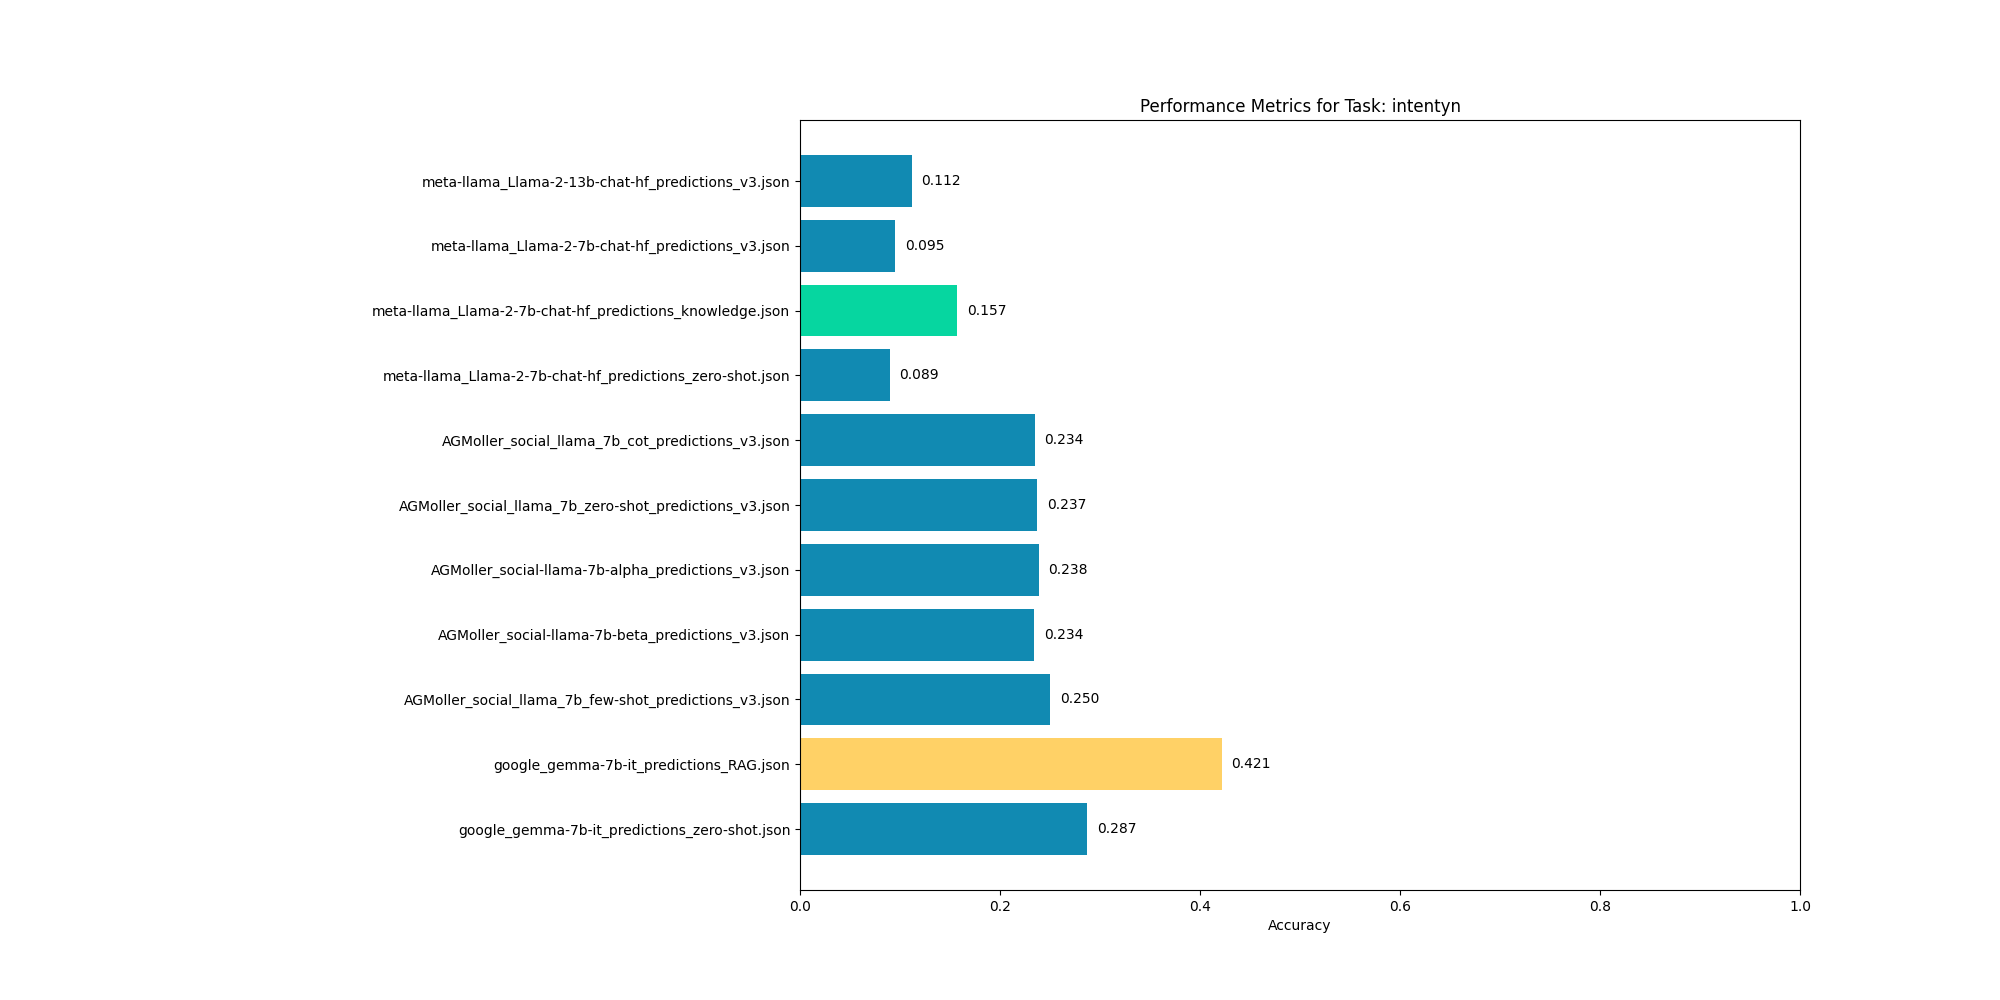 Performance Metrics for Task: intentyn
meta-llama_Llama-2-13b-chat-hf_predictions_v3.json 0.112
meta-llama_Llama-2-7b-chat-hf_predictions_v3.json 0.095
meta-llama_Llama-2-7b-chat-hf_predictions_knowledge.json 0.157
meta-llama_Llama-2-7b-chat-hf_predictions_zero-shot.json 0.089
AGMoller_social_llama_7b_cot_predictions_v3.json 0.234
AGMoller_social_llama_7b_zero-shot_predictions_v3.json 0.237
AGMoller_social-llama-7b-alpha_predictions_v3.json 0.238
AGMoller_social-llama-7b-beta_predictions_v3.json 0.234
AGMoller_social_llama_7b_few-shot_predictions_v3.json 0.250
google_gemma-7b-it_predictions_RAG.json 0.421
google_gemma-7b-it_predictions_zero-shot.json 0.287
0.0 0.2 0.4 0.6 0.8 1.0
Accuracy